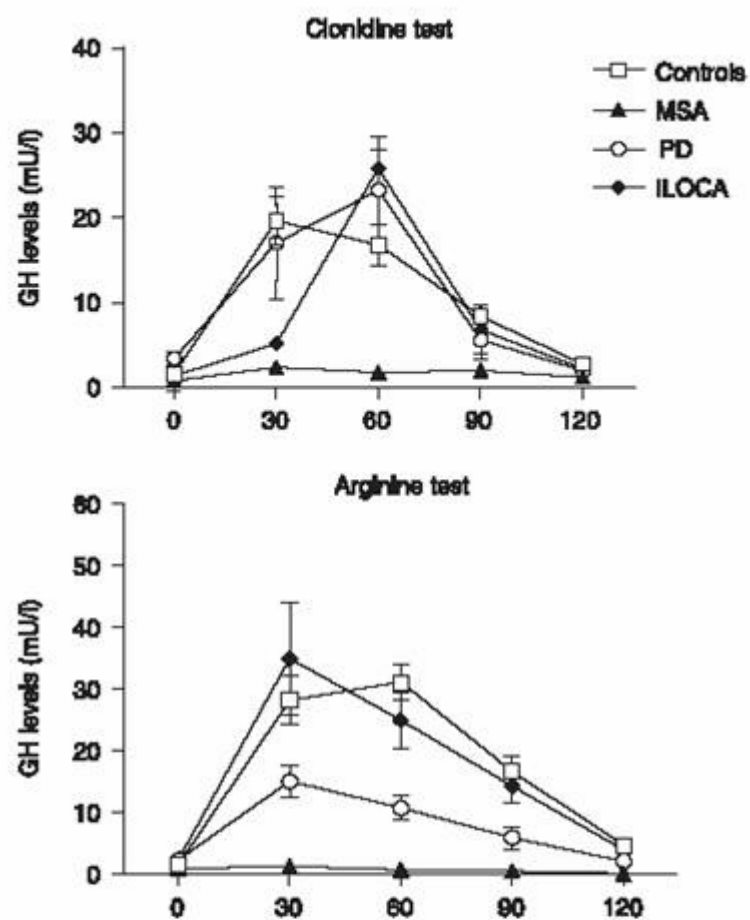 Clonidine test
40
30
20
10
0
GH levels (mU/l)
0 30 60 90 120
Controls
MSA
PD
ILOCA
Arginine test
60
50
40
30
20
10
0
GH levels (mU/l)
0 30 60 90 120